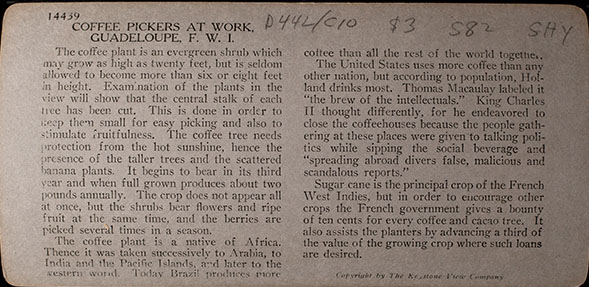 14439
COFFEE PICKERS AT WORK,
GUADELOUPE, F. W. I.
D44L/C10 $3 S82 SHY
The coffee plant is an evergreen shrub which
may grow as high as twenty feet, but is seldom
allowed to become more than six or eight feet
in height. Examination of the plants in the
view will show that the central stalk of each
tree has been cut. This is done in order to
keep them small for easy picking and also to
stimulate fruitfulness. The coffee tree needs
protection from the hot sunshine, hence the
presence of the taller trees and the scattered
banana plants. It begins to bear in its third
year and when full grown produces about two
pounds annually. The crop does not appear all
at once, but the shrubs bear flowers and ripe
fruit at the same time, and the berries are
picked several times in a season.
The coffee plant is a native of Africa.
Thence it was taken successively to Arabia, to
India and the Pacific Islands, and later to the
western world. Today Brazil produces more
coffee than all the rest of the world together.
The United States uses more coffee than any
other nation, but according to population, Hol-
land drinks most. Thomas Macaulay labeled it
"the brew of the intellectuals." King Charles
II thought differently, for he endeavored to
close the coffeehouses because the people gath-
ering at these places were given to talking poli-
tics while sipping the social beverage and
"spreading abroad divers false, malicious and
scandalous reports."
Sugar cane is the principal crop of the French
West Indies, but in order to encourage other
crops the French government gives a bounty
of ten cents for every coffee and cacao tree. It
also assists the planters by advancing a third of
the value of the growing crop where such loans
are desired.
Copyright by The Keystone View Company